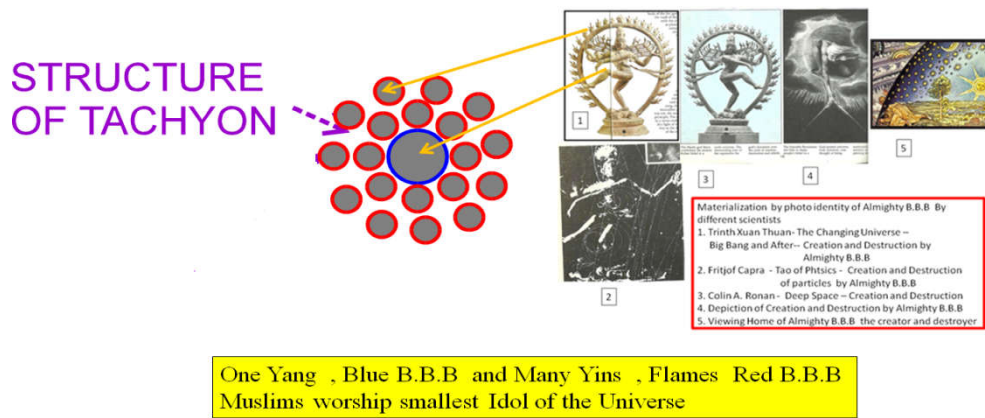 STRUCTURE
OF TACHYON
1
2
3
4
5
Materialization by photo identity of Almighty B.B.B By
different scientists
1. Trinth Xuan Thuan- The Changing Universe –
Big Bang and After-- Creation and Destruction by
Almighty B.B.B
2. Fritjof Capra - Tao of Phtsics - Creation and Destruction
of particles by Almighty B.B.B
3. Colin A. Ronan - Deep Space – Creation and Destruction
4. Depiction of Creation and Destruction by Almighty B.B.B
5. Viewing Home of Almighty B.B.B the creator and destroyer
One Yang , Blue B.B.B and Many Yins , Flames Red B.B.B
Muslims worship smallest Idol of the Universe